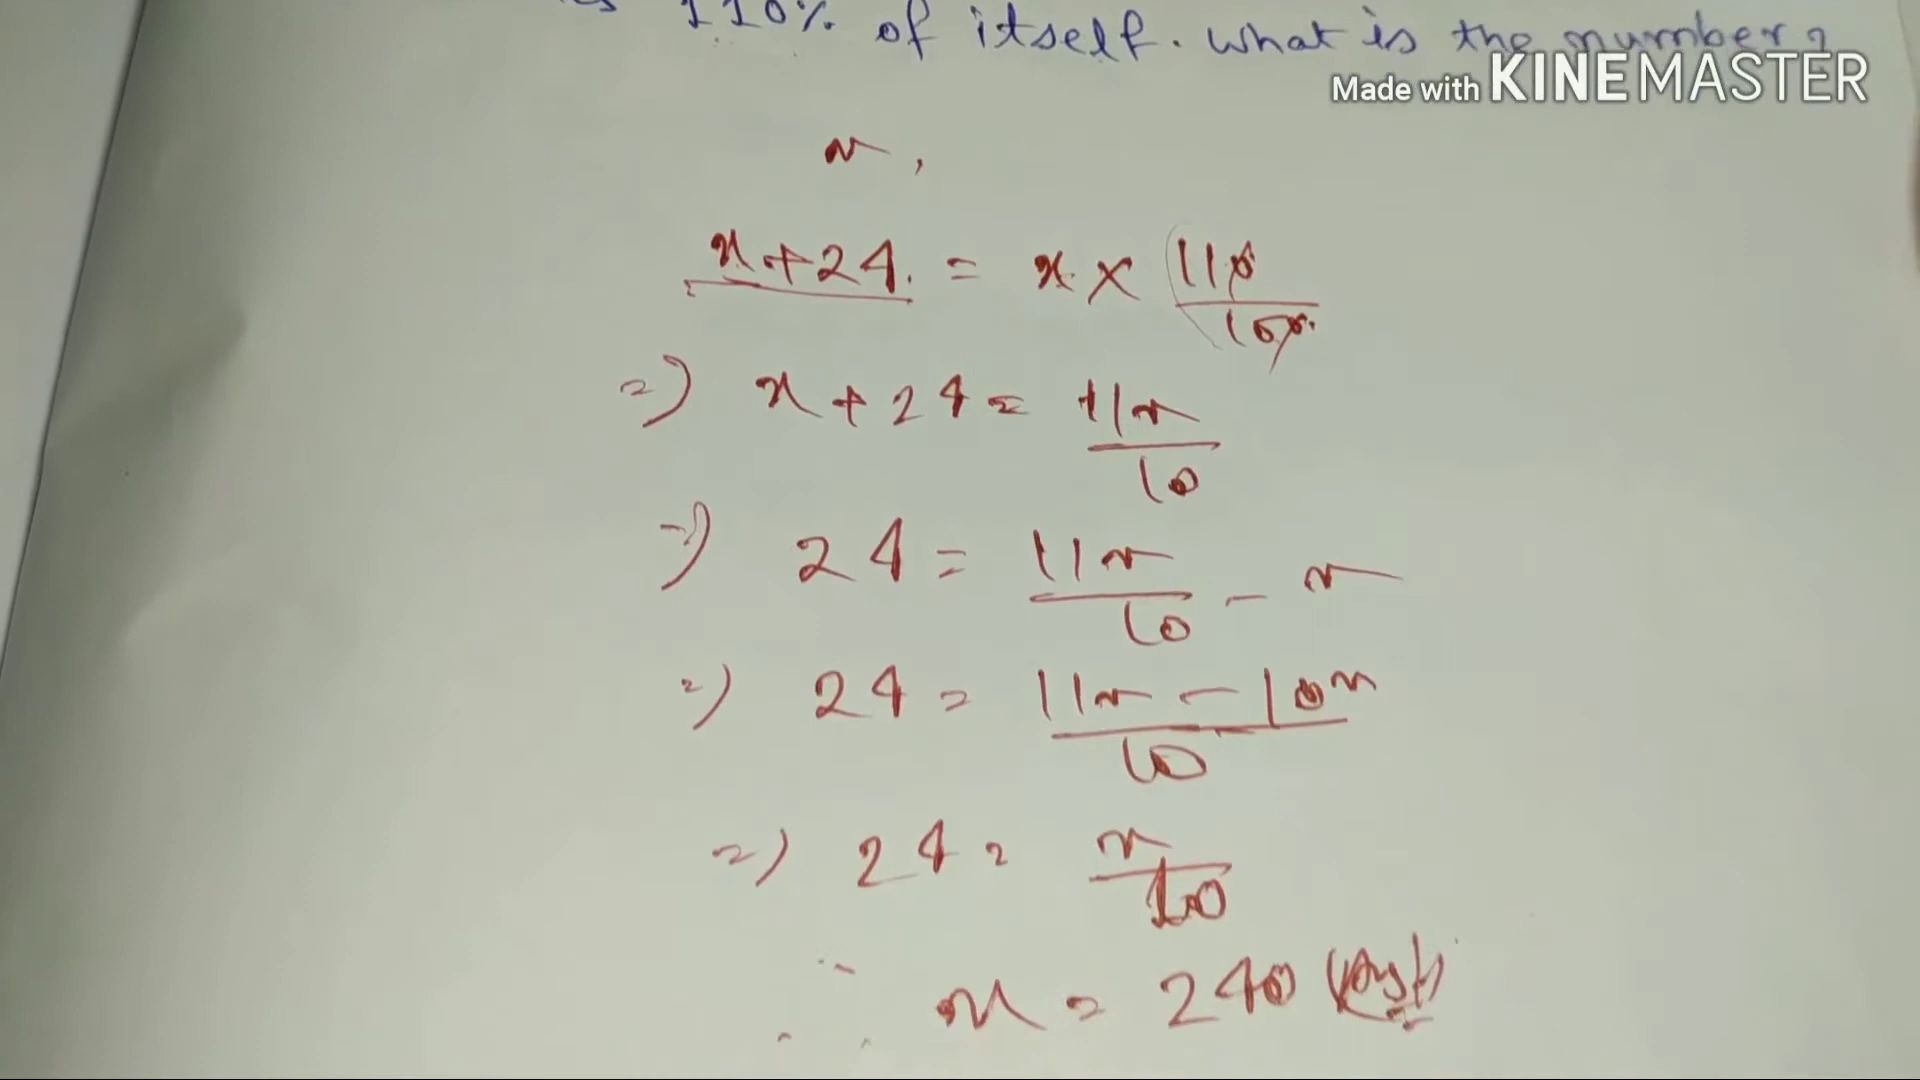 110% of itself. what is the number?
Made with KINEMASTER
x,
x+24. = x × 110/100
=> x + 24 = 11x/10
=> 24 = 11x/10 - x
=> 24 = 11x - 10x/10
=> 24 = x/10
∴ x = 240 (Ans)